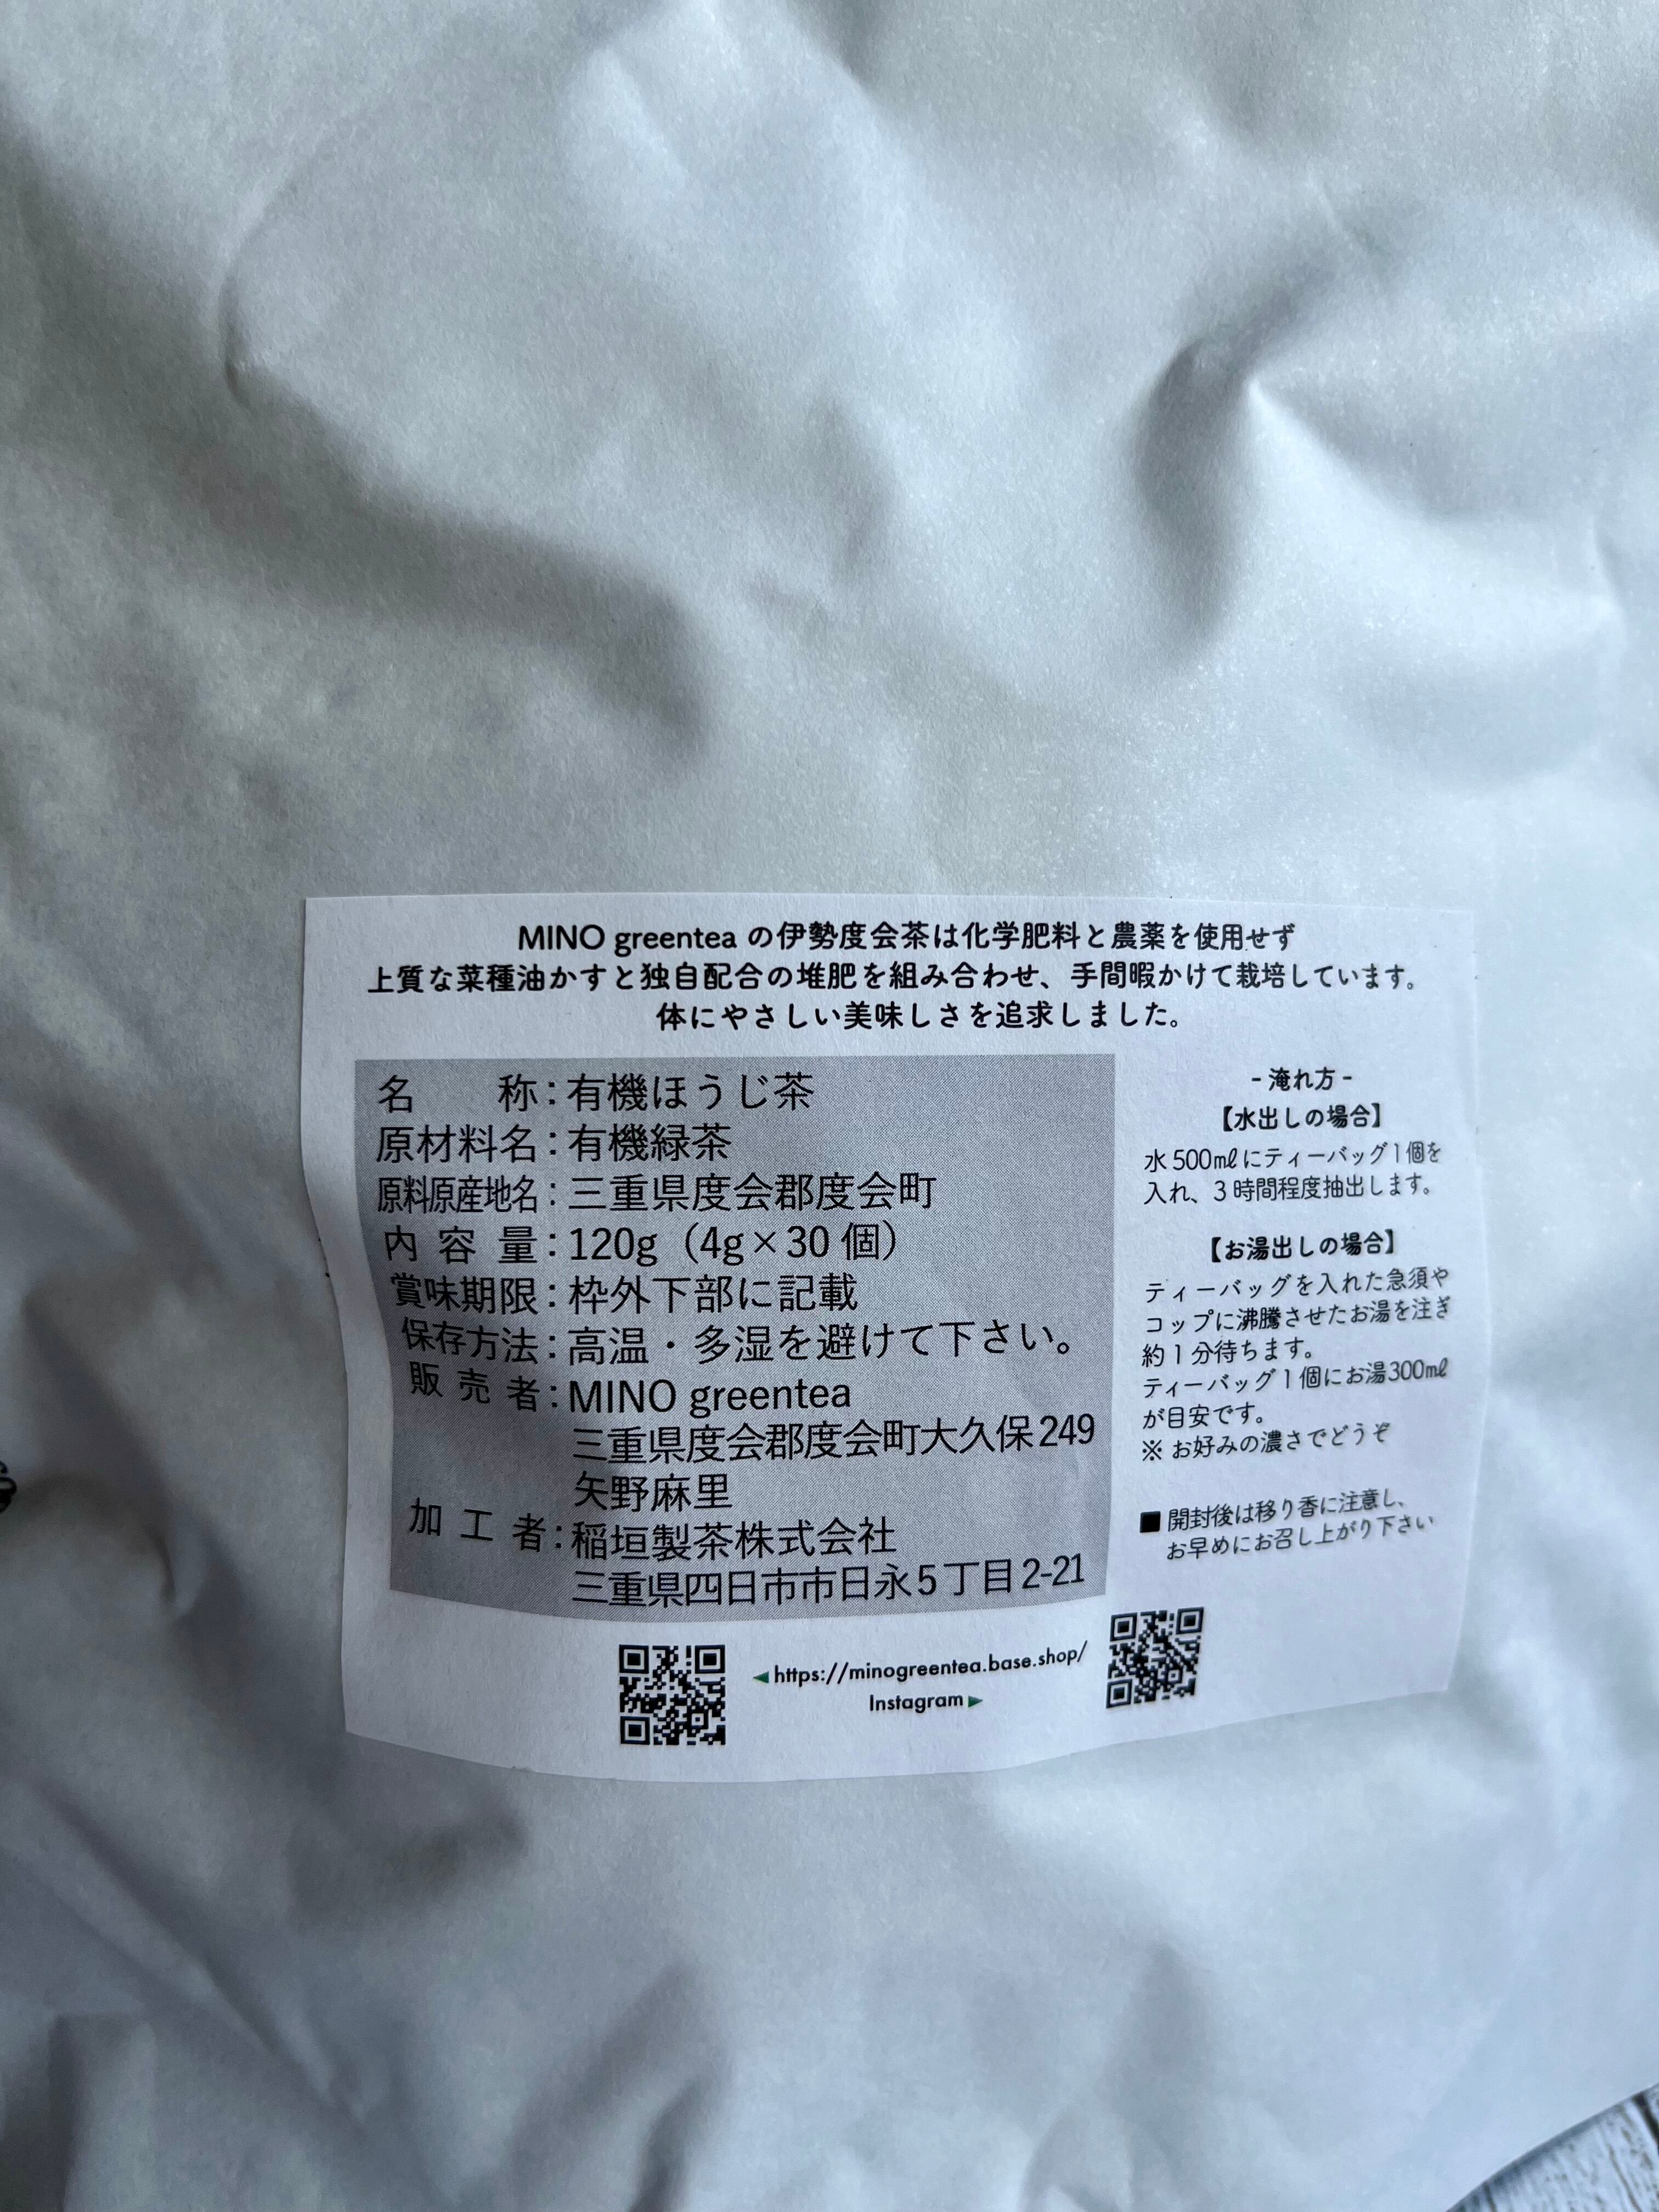 MINO greentea の伊勢度会茶は化学肥料と農薬を使用せず
上質な菜種油かすと独自配合の堆肥を組み合わせ、手間暇かけて栽培しています。
体にやさしい美味しさを追求しました。
名　　称：有機ほうじ茶
原材料名：有機緑茶
原料原産地名：三重県度会郡度会町
内 容 量：120g（4g×30 個）
賞味期限：枠外下部に記載
保存方法：高温・多湿を避けて下さい。
販 売 者：MINO greentea
三重県度会郡度会町大久保249
矢野麻里
加 工 者：稲垣製茶株式会社
三重県四日市市日永5丁目2-21
- 淹れ方 -
【水出しの場合】
水 500㎖にティーバッグ1個を
入れ、3時間程度抽出します。
【お湯出しの場合】
ティーバッグを入れた急須や
コップに沸騰させたお湯を注ぎ
約1分待ちます。
ティーバッグ1個にお湯300㎖
が目安です。
※ お好みの濃さでどうぞ
■ 開封後は移り香に注意し、
お早めにお召し上がり下さい
◀ https://minogreentea.base.shop/
Instagram ▶